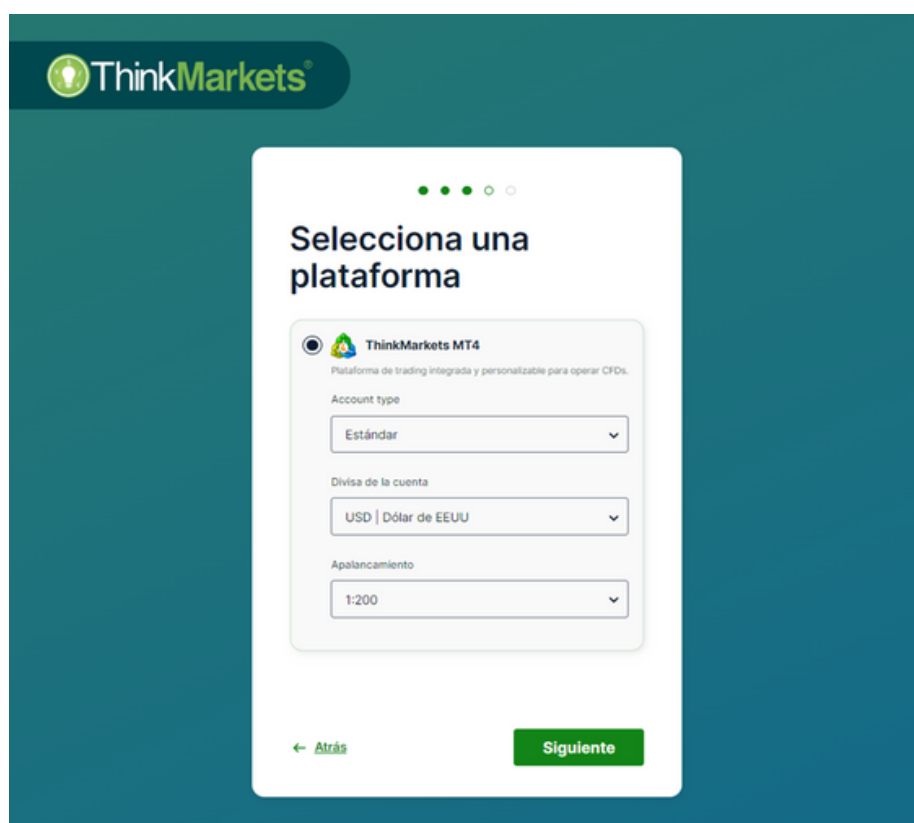 ThinkMarkets®
Selecciona una
plataforma
ThinkMarkets MT4
Plataforma de trading integrada y personalizable para operar CFDs.
Account type
Estándar
Divisa de la cuenta
USD | Dólar de EEUU
Apalancamiento
1:200
← Atrás
Siguiente